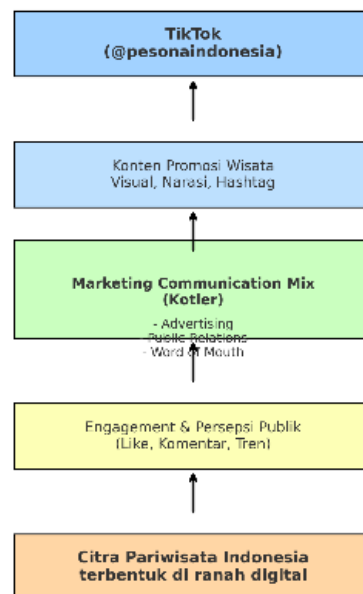 TikTok
(@pesonaindonesia)
Konten Promosi Wisata
Visual, Narasi, Hashtag
Marketing Communication Mix
(Kotler)
- Advertising
- Public Relations
- Word of Mouth
Engagement & Persepsi Publik
(Like, Komentar, Tren)
Citra Pariwisata Indonesia
terbentuk di ranah digital